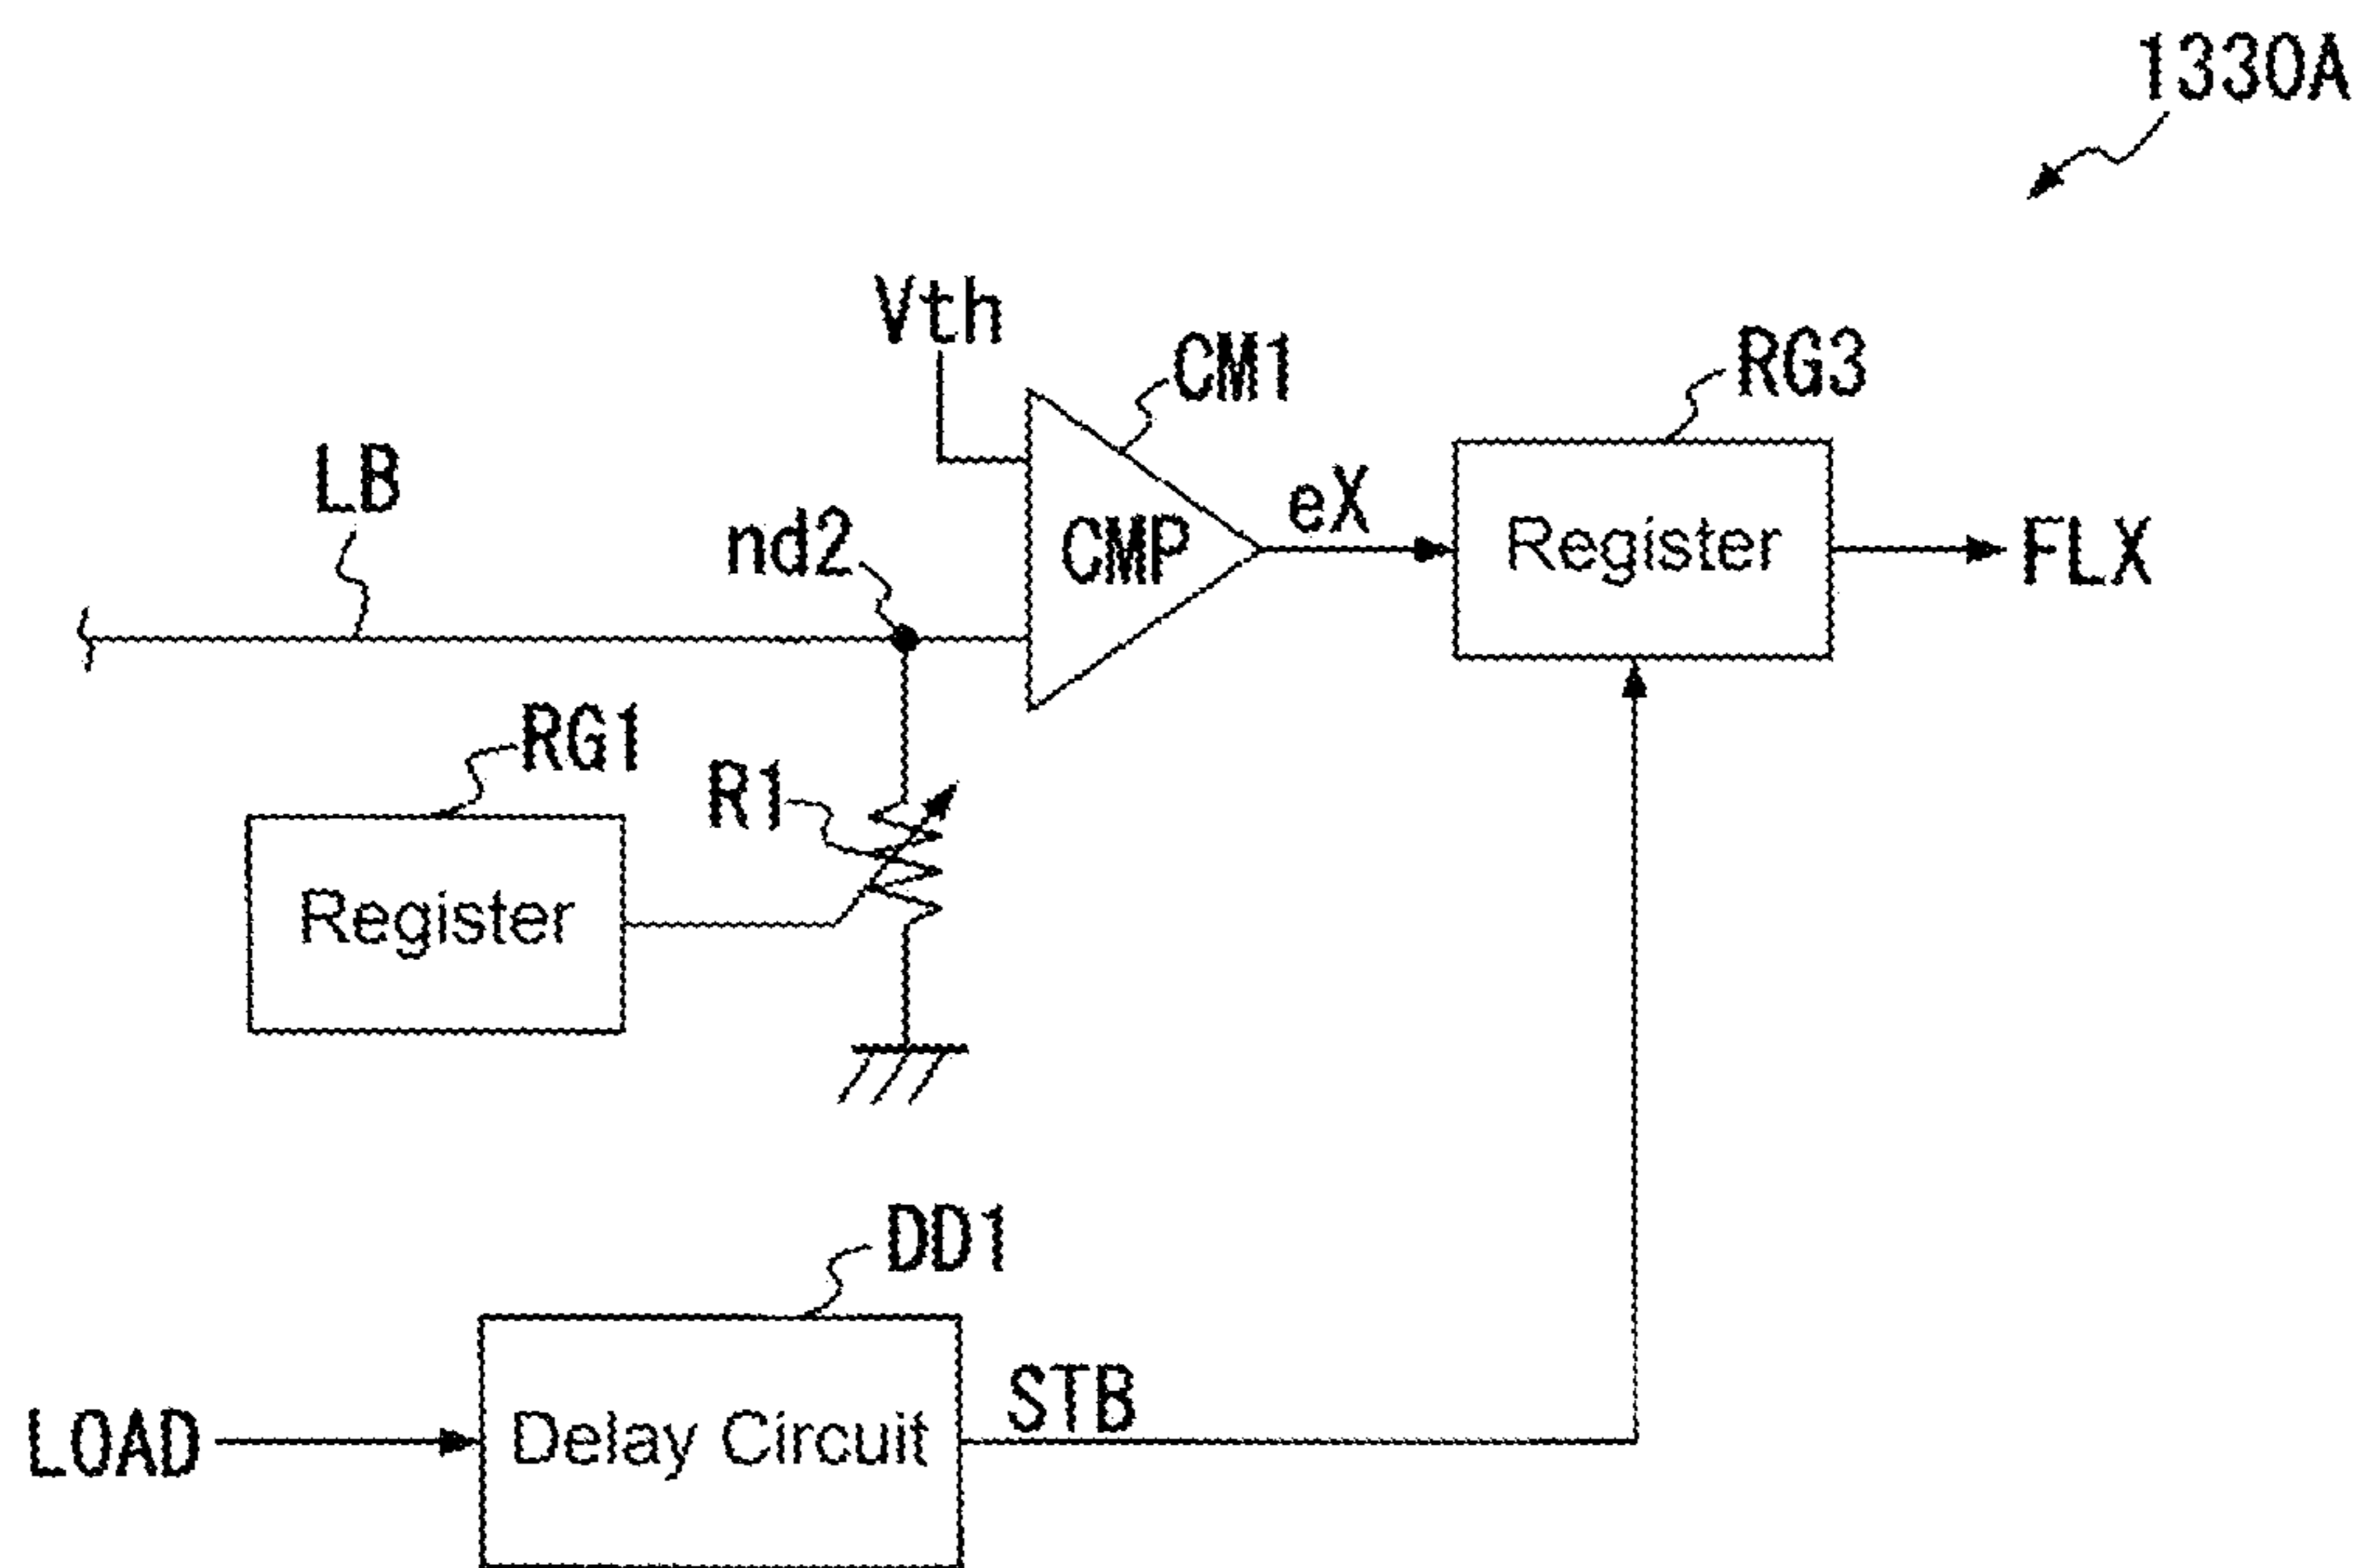 1330A
Vth
CM1
RG3
LB
nd2
CMP
eX
Register
FLX
RG1
R1
Register
DD1
LOAD
Delay Circuit
STB